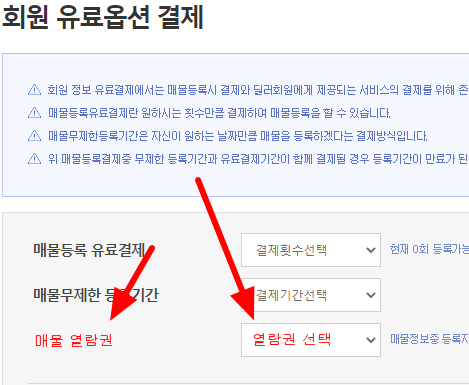 회원 유료옵션 결제
회원 정보 유료결제에서는 매물등록시 결제와 딜러회원에게 제공되는 서비스의 결제를 위해 존
매물등록유료결제란 원하시는 횟수만큼 결제하여 매물등록을 할 수 있습니다.
매물무제한등록기간은 자신이 원하는 날짜만큼 매물을 등록하겠다는 결제방식입니다.
위 매물등록결제중 무제한 등록기간과 유료결제기간이 함께 결제될 경우 등록기간이 만료가 된
매물등록 유료결제 결제횟수선택 현재 0회 등록가능
매물무제한 등록기간 결제기간선택
매물 열람권 열람권 선택 매물정보중 등록자